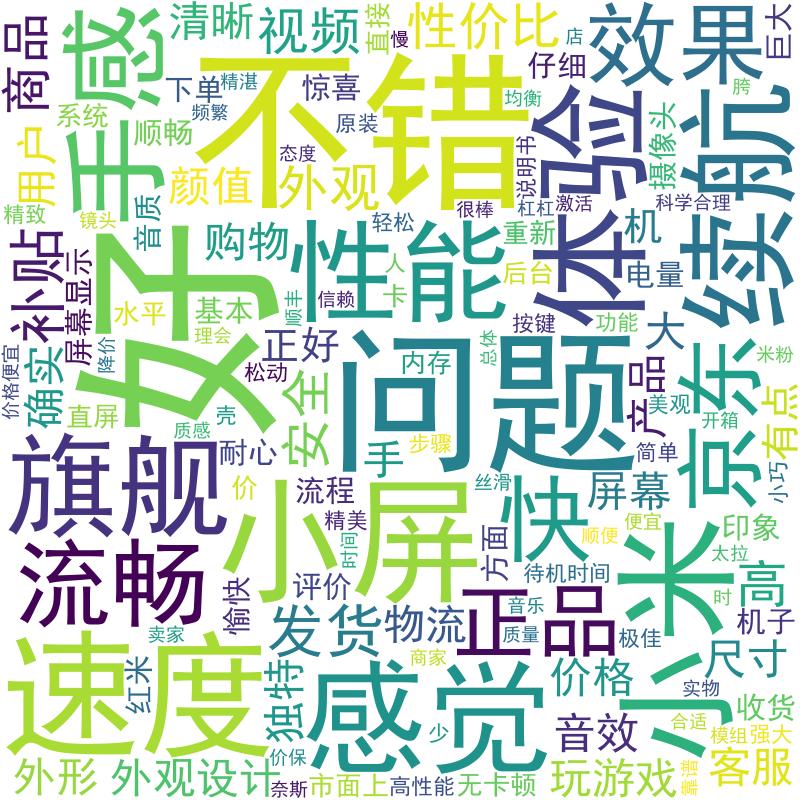 商品
手感
清晰
视频
直接
慢
性价比
店
效果
巨大
下单
精湛
惊喜
频繁
原装
不错
均衡
仔细
胯
体验
续航
摄像头
系统
顺畅
用户
颜值
外观
态度
说明书
很棒
杠杠
激活
科学合理
精致
镜头
音质
购物
轻松
重新
机
补贴
屏幕显示
好
性能
人
卡
后台
电量
水平
基本
理会
顺丰
信赖
按键
功能
大
价格便宜
降价
确实
正好
松动
内存
总体
问题
产品
米粉
京东
有点
美观
开箱
直屏
壳
质感
安全
手
步骤
耐心
简单
小巧
旗舰
价
流程
丝滑
屏幕
小屏
精美
快
便宜
顺便
印象
时间
方面
太拉
流畅
愉快
评价
待机时间
小米
时
高
卖家
发货
物流
正品
音乐
质量
极佳
机子
速度
红米
独特
感觉
商家
价格
尺寸
实物
少
收货
音效
合适
模组
强大
外形
外观设计
价保
奈斯
市面上
高性能
无卡顿
玩游戏
靠谱
客服